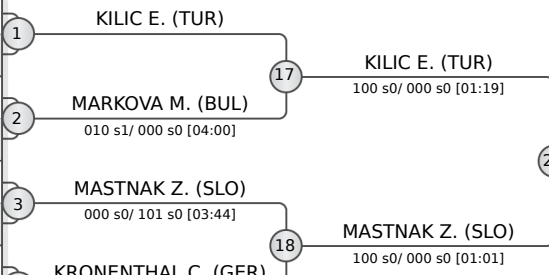 KILIC E. (TUR)
1
17
KILIC E. (TUR)
100 s0/ 000 s0 [01:19]
MARKOVA M. (BUL)
2
010 s1/ 000 s0 [04:00]
MASTNAK Z. (SLO)
3
000 s0/ 101 s0 [03:44]
18
MASTNAK Z. (SLO)
100 s0/ 000 s0 [01:01]
KRONENTHAL C. (GER)